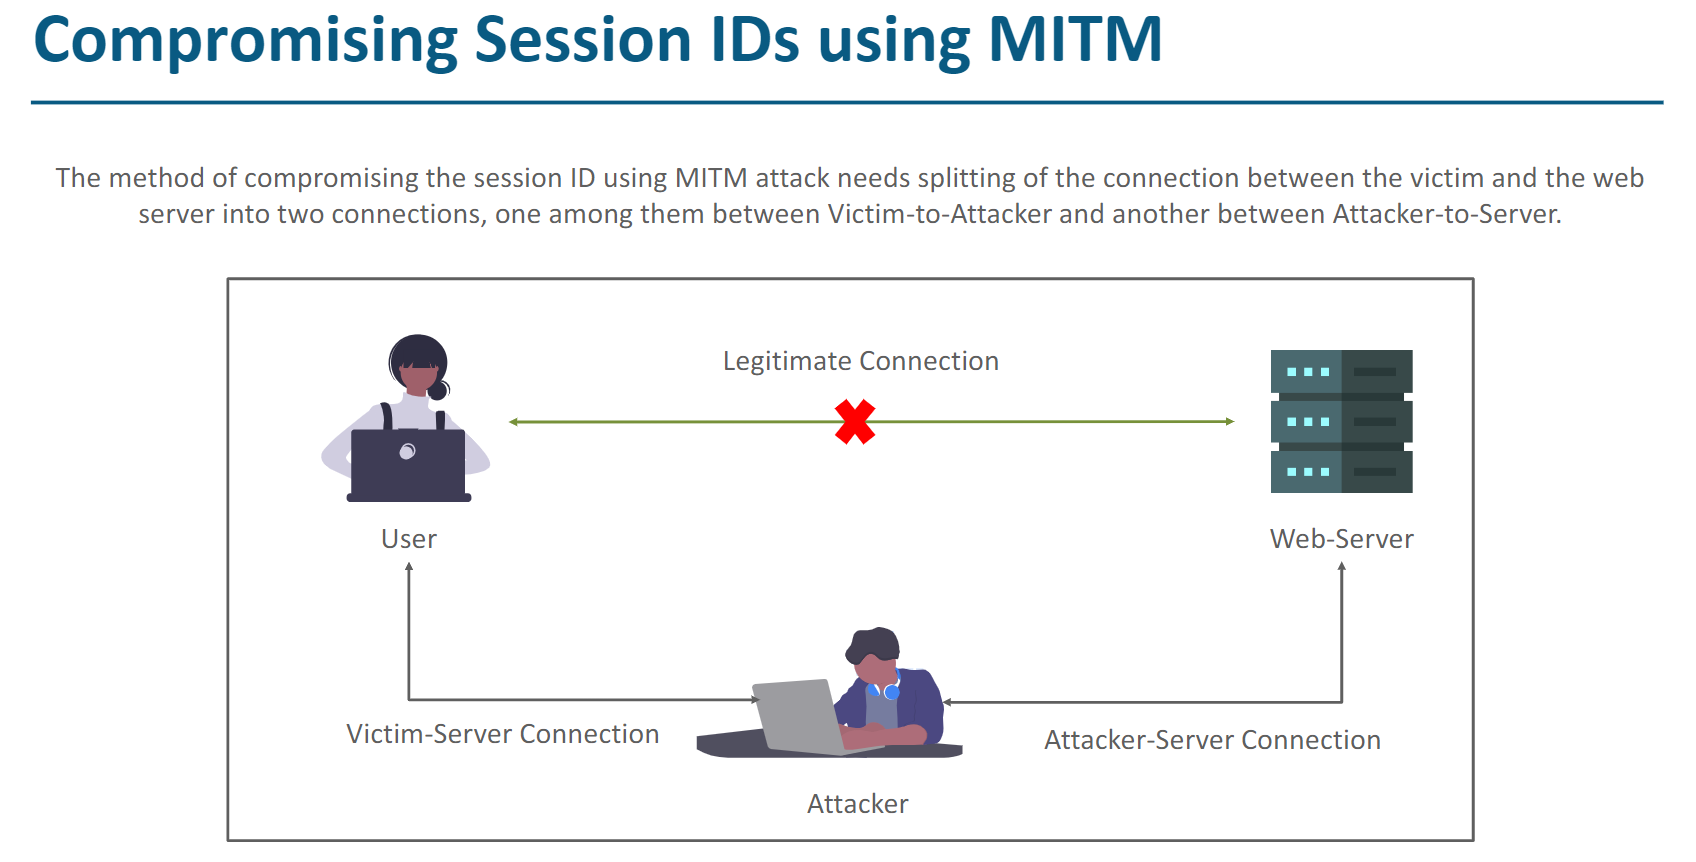 Compromising Session IDs using MITM
The method of compromising the session ID using MITM attack needs splitting of the connection between the victim and the web
server into two connections, one among them between Victim-to-Attacker and another between Attacker-to-Server.
Legitimate Connection
User
Web-Server
Victim-Server Connection
Attacker-Server Connection
Attacker